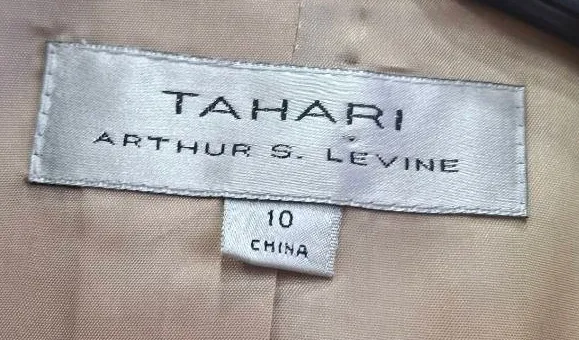 TAHARI
ARTHUR S. LEVINE
10
CHINA